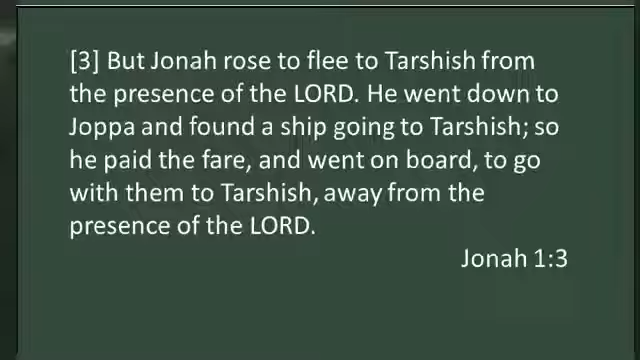 [3] But Jonah rose to flee to Tarshish from
the presence of the LORD. He went down to
Joppa and found a ship going to Tarshish; so
he paid the fare, and went on board, to go
with them to Tarshish, away from the
presence of the LORD.
Jonah 1:3